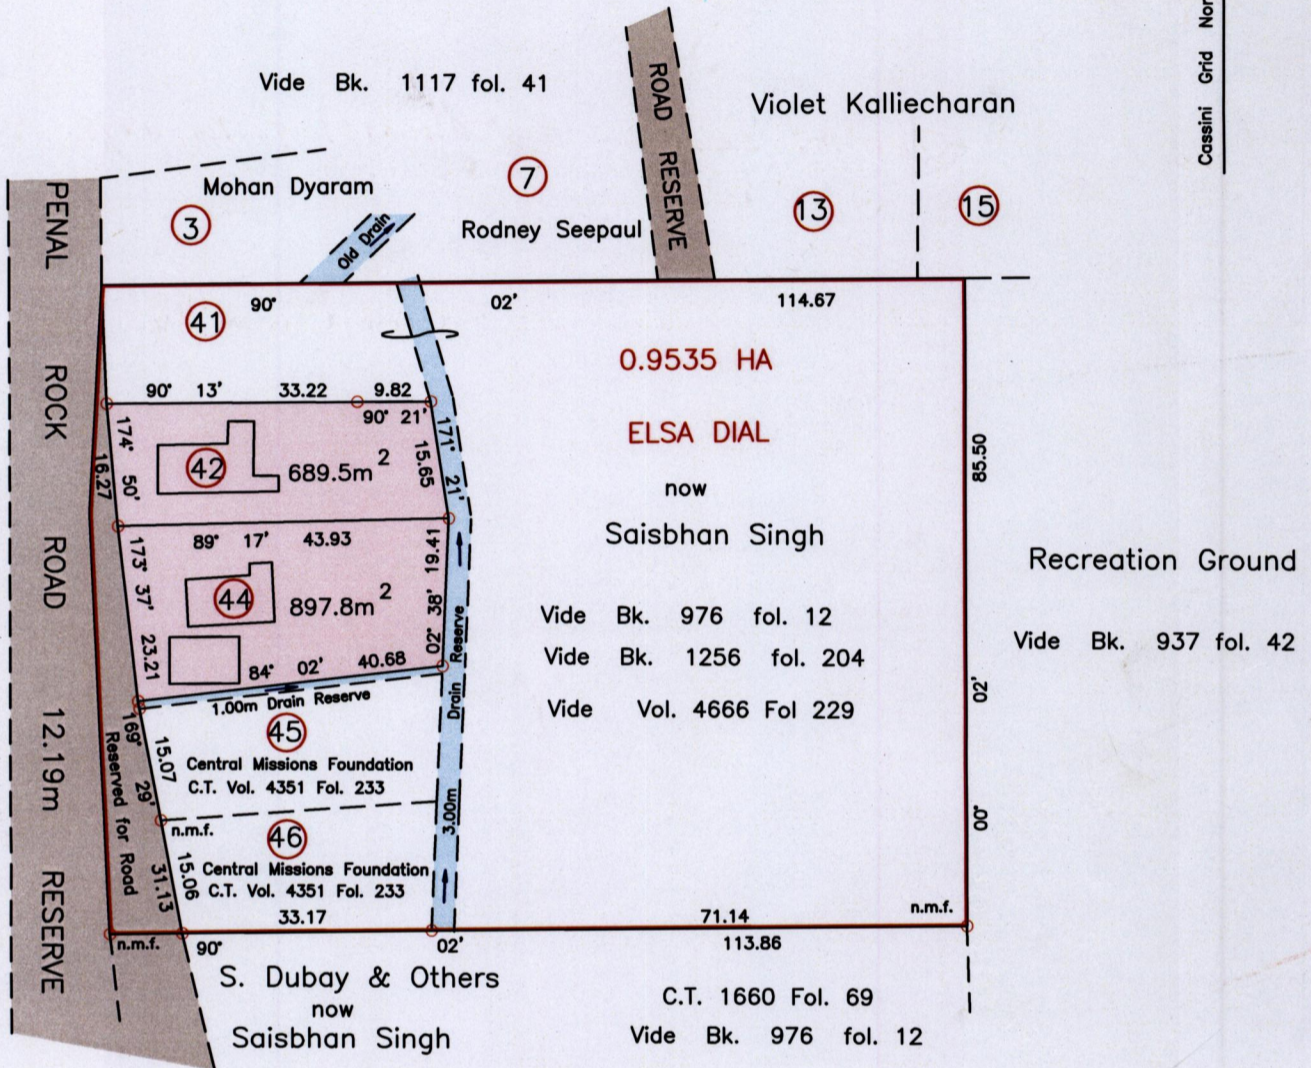 Cassini Grid Nor
Vide Bk. 1117 fol. 41
ROAD RESERVE
Violet Kalliecharan
Mohan Dyaram
3
7
Rodney Seepaul
13
15
Old Drain
PENAL ROCK ROAD 12.19m RESERVE
41
90° 02' 114.67
90° 13' 33.22 9.82
90° 21'
174° 50'
16.27
42
689.5m2
171° 21'
15.65
0.9535 HA
ELSA DIAL
now
Saisbhan Singh
Vide Bk. 976 fol. 12
Vide Bk. 1256 fol. 204
Vide Vol. 4666 Fol 229
85.50
00° 02'
Recreation Ground
Vide Bk. 937 fol. 42
89° 17' 43.93
173° 37' 23.21
44
897.8m2
02° 38' 19.41
84° 02' 40.68
1.00m Drain Reserve
3.00m Drain Reserve
169° 29'
15.07
Reserved for Road
45
Central Missions Foundation
C.T. Vol. 4351 Fol. 233
n.m.f.
46
31.13
15.06
Central Missions Foundation
C.T. Vol. 4351 Fol. 233
33.17
71.14
n.m.f.
n.m.f.
90° 02' 113.86
S. Dubay & Others
now
Saisbhan Singh
C.T. 1660 Fol. 69
Vide Bk. 976 fol. 12